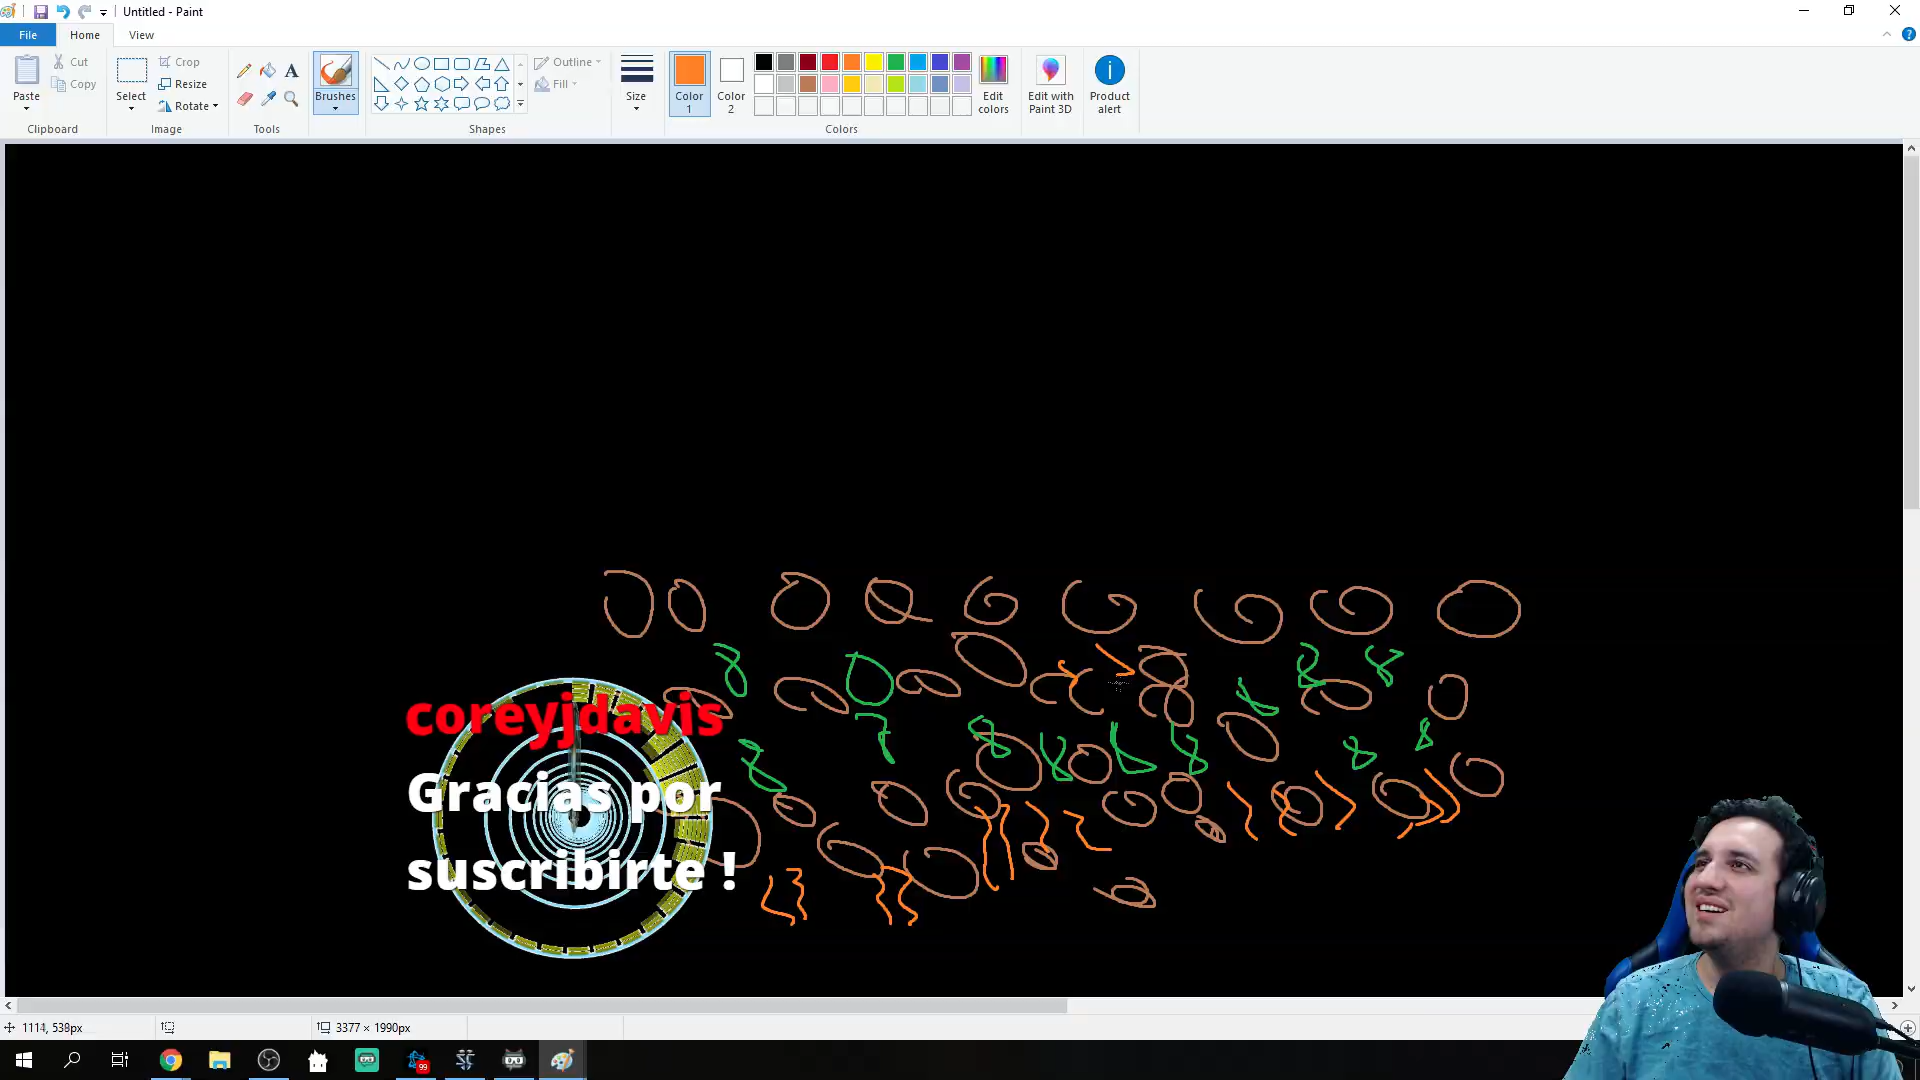 Untitled - Paint
File
Home
View
Paste
Cut
Copy
Clipboard
Select
Crop
Resize
Rotate
Image
A
Tools
Brushes
Outline
Fill
Shapes
Size
Color 1
Color 2
Edit colors
Colors
Edit with Paint 3D
Product alert
coreyjdavis
Gracias por
suscribirte !
1114, 538px
3377 × 1990px
99